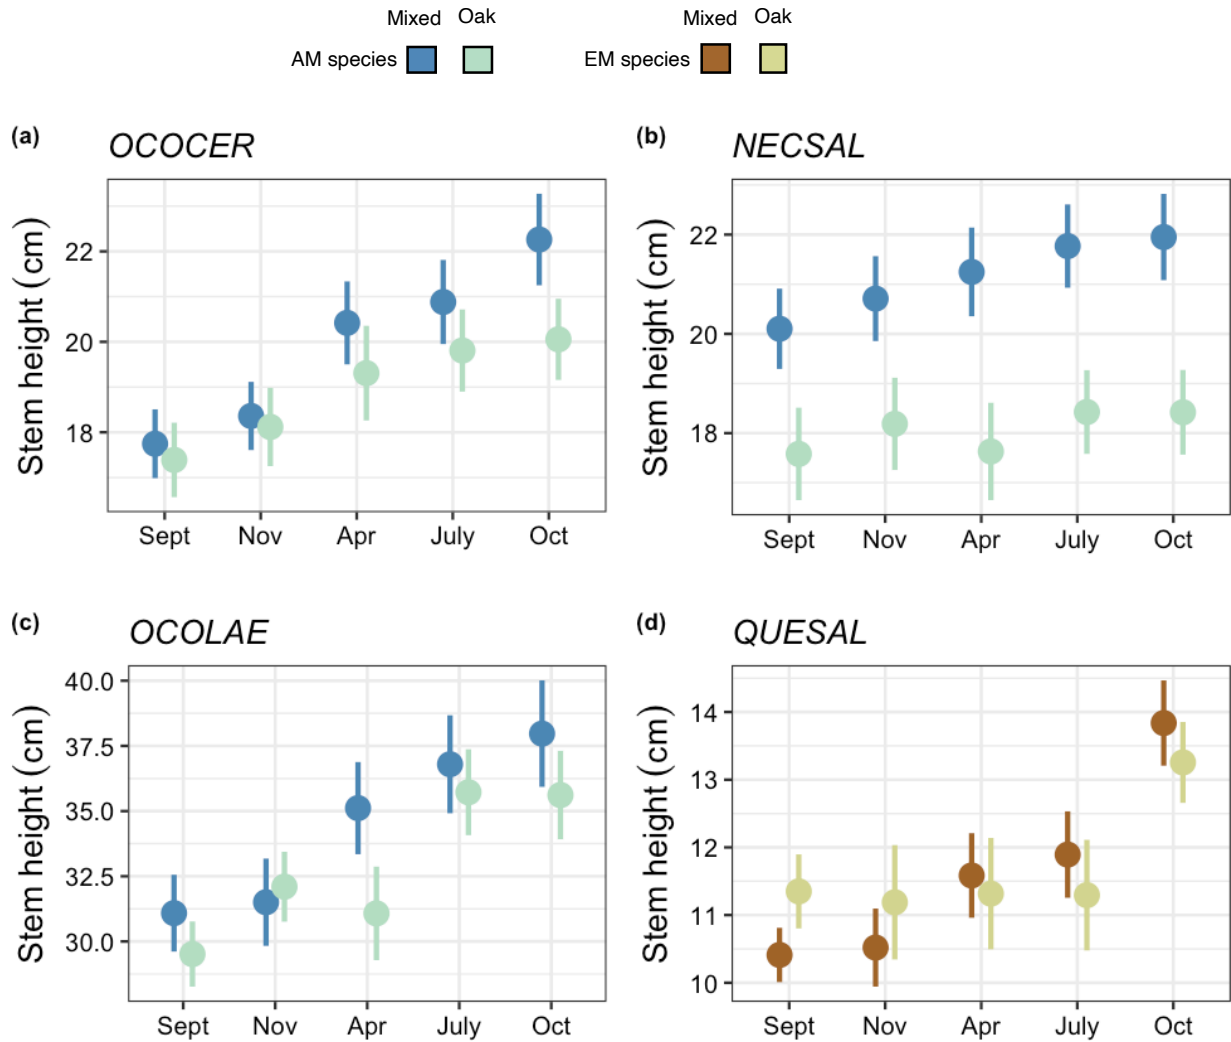 Mixed Oak Mixed Oak
AM species EM species
(a) OCOCER
Stem height (cm)
22
20
18
Sept Nov Apr July Oct
(b) NECSAL
Stem height (cm)
22
20
18
Sept Nov Apr July Oct
(c) OCOLAE
Stem height (cm)
40.0
37.5
35.0
32.5
30.0
Sept Nov Apr July Oct
(d) QUESAL
Stem height (cm)
14
13
12
11
10
Sept Nov Apr July Oct